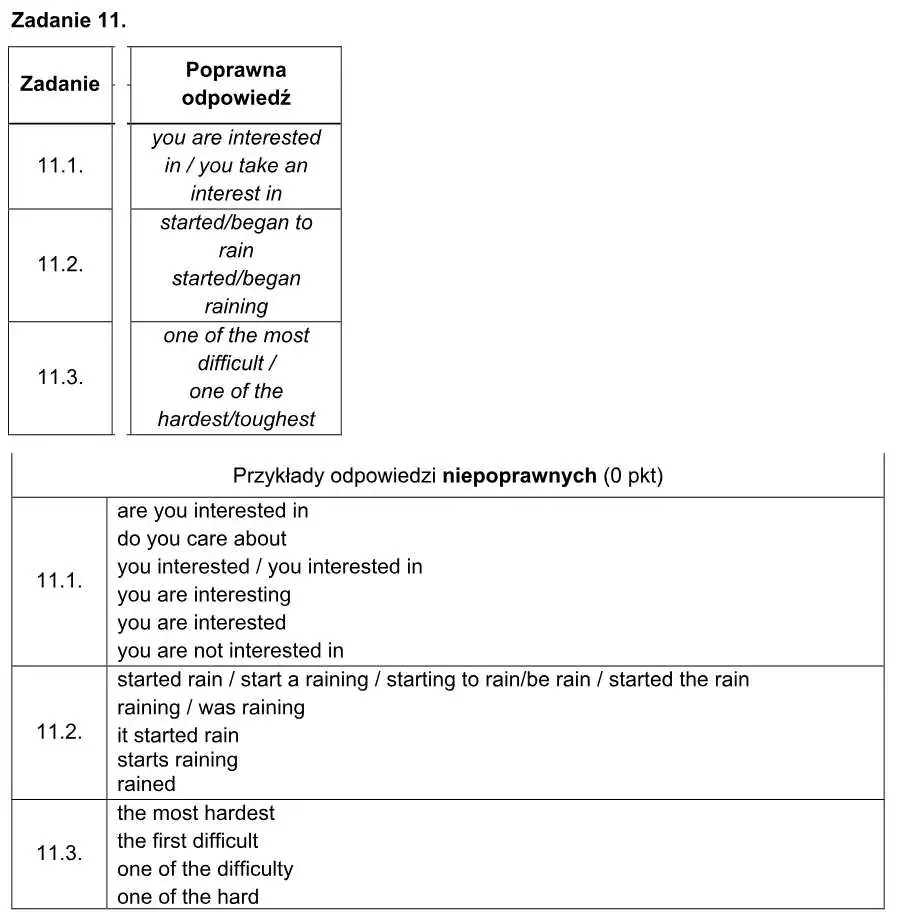 Zadanie 11.
Zadanie
Poprawna
odpowiedź
11.1.
you are interested
in / you take an
interest in
11.2.
started/began to
rain
started/began
raining
11.3.
one of the most
difficult /
one of the
hardest/toughest
Przykłady odpowiedzi niepoprawnych (0 pkt)
11.1.
are you interested in
do you care about
you interested / you interested in
you are interesting
you are interested
you are not interested in
11.2.
started rain / start a raining / starting to rain/be rain / started the rain
raining / was raining
it started rain
starts raining
rained
11.3.
the most hardest
the first difficult
one of the difficulty
one of the hard